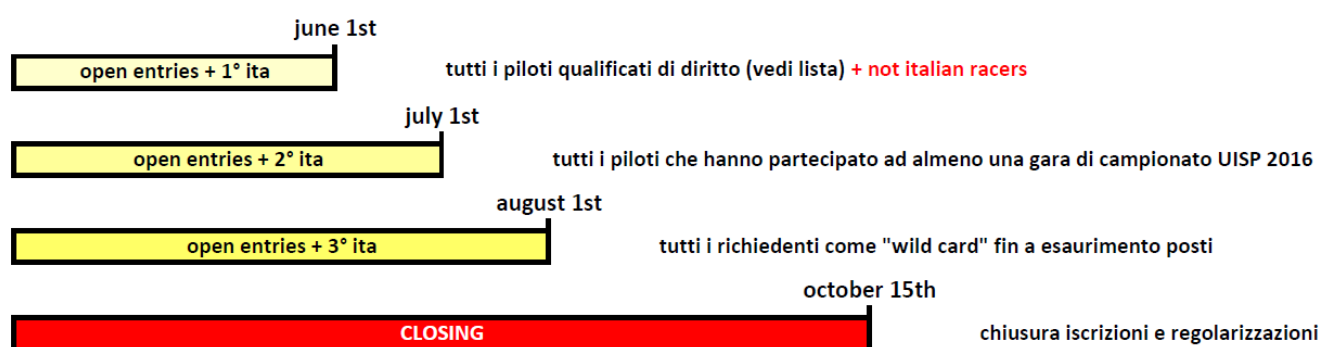 june 1st
open entries + 1° ita
tutti i piloti qualificati di diritto (vedi lista) + not italian racers
july 1st
open entries + 2° ita
tutti i piloti che hanno partecipato ad almeno una gara di campionato UISP 2016
august 1st
open entries + 3° ita
tutti i richiedenti come "wild card" fin a esaurimento posti
october 15th
CLOSING
chiusura iscrizioni e regolarizzazioni